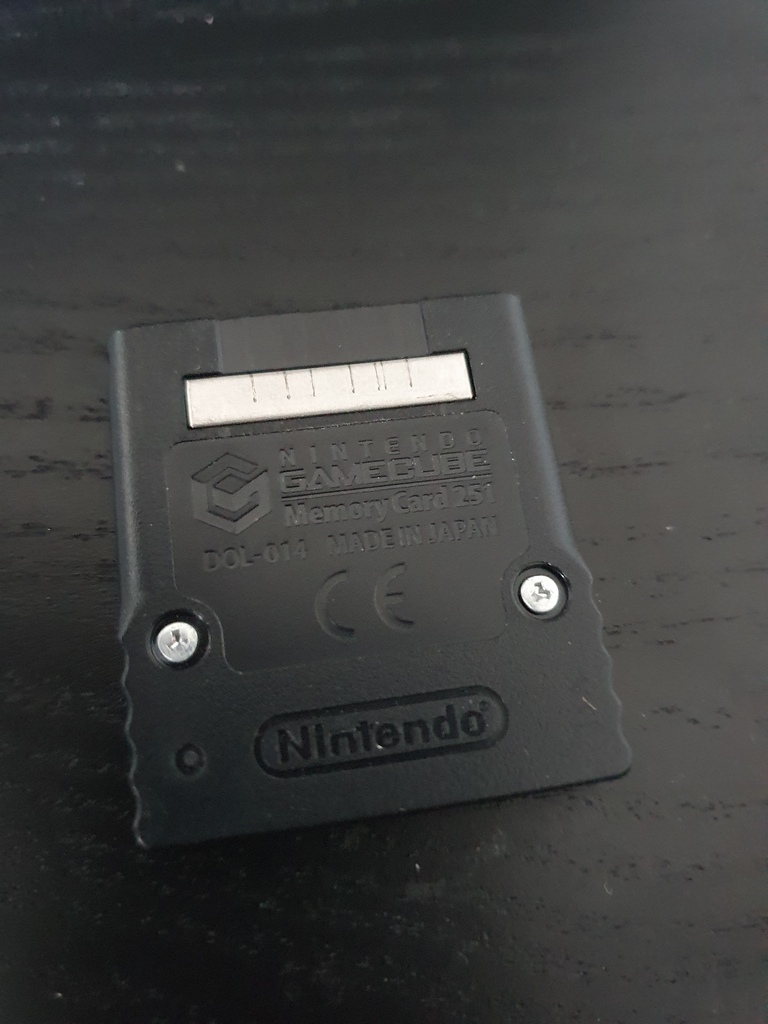 NINTENDO
GAMECUBE
Memory Card 251
DOL-014 MADE IN JAPAN
CE
Nintendo®